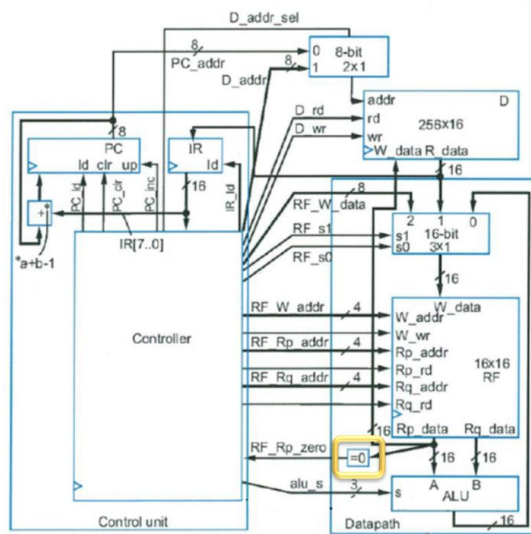 D_addr_sel
8
PC_addr
D_addr
8
0
1
8-bit
2x1
D_rd
D_wr
addr
rd
wr
W_data R_data
D
256x16
16
8
PC
ld clr up
IR
ld
PC_ld
PC_clr
PC_inc
16
IR_ld
+*
IR[7..0]
*a+b-1
RF_W_data
8
RF_s1
RF_s0
2 1 0
s1
s0
16-bit
3x1
16
Controller
RF_W_addr
4
RF_Rp_addr
4
RF_Rq_addr
4
W_data
W_addr
W_wr
Rp_addr
Rp_rd
Rq_addr
Rq_rd
16x16
RF
Rp_data Rq_data
16
RF_Rp_zero
=0
16
16
alu_s
3
s
A B
ALU
16
Control unit
Datapath